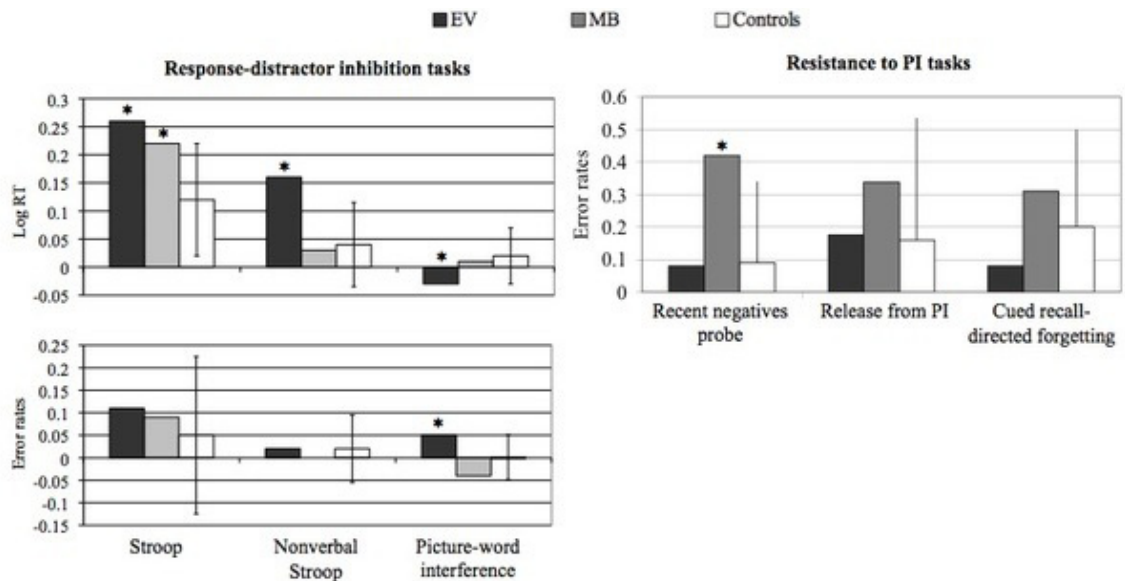 EV MB Controls
Response-distractor inhibition tasks
0.3
0.25
0.2
0.15
0.1
0.05
0
-0.05
Log RT
* * * *
0.25
0.2
0.15
0.1
0.05
0
-0.05
-0.1
-0.15
Error rates
*
Stroop Nonverbal Picture-word
Stroop interference
Resistance to PI tasks
0.6
0.5
0.4
0.3
0.2
0.1
0
Error rates
*
Recent negatives Release from PI Cued recall-
probe directed forgetting